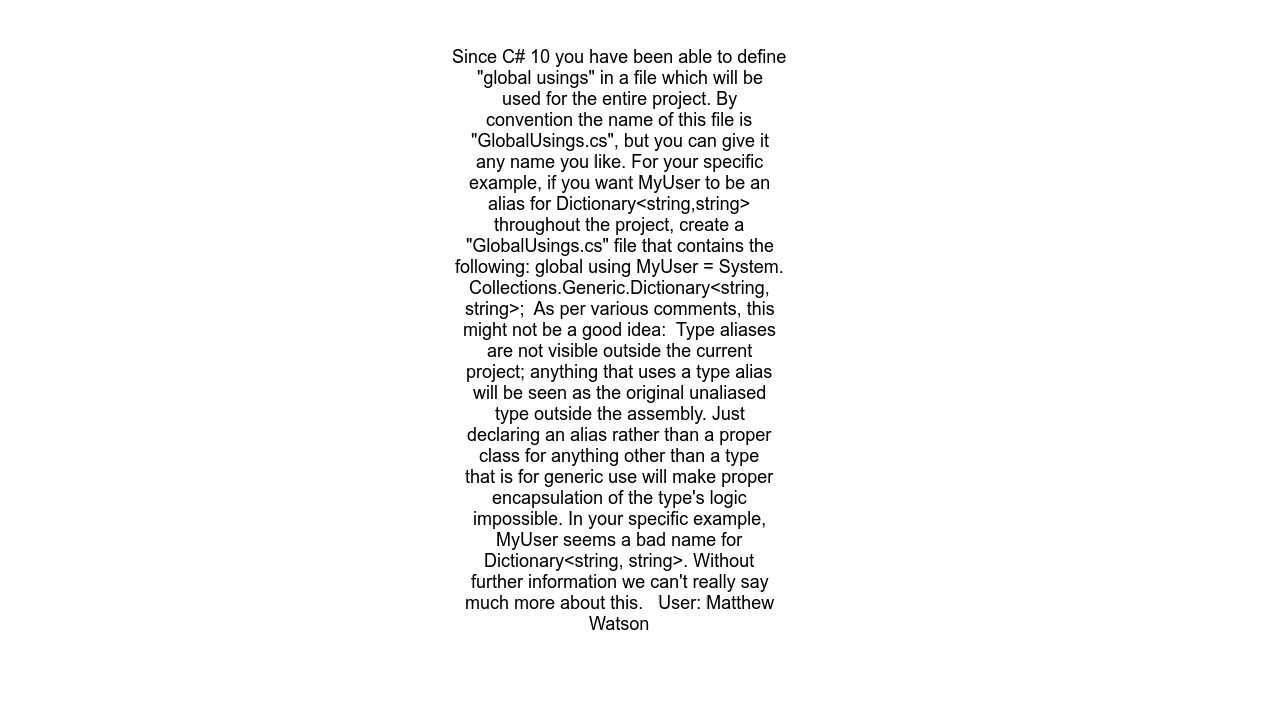 Since C# 10 you have been able to define
"global usings" in a file which will be
used for the entire project. By
convention the name of this file is
"GlobalUsings.cs", but you can give it
any name you like. For your specific
example, if you want MyUser to be an
alias for Dictionary<string,string>
throughout the project, create a
"GlobalUsings.cs" file that contains the
following: global using MyUser = System.
Collections.Generic.Dictionary<string,
string>;  As per various comments, this
might not be a good idea:  Type aliases
are not visible outside the current
project; anything that uses a type alias
will be seen as the original unaliased
type outside the assembly. Just
declaring an alias rather than a proper
class for anything other than a type
that is for generic use will make proper
encapsulation of the type's logic
impossible. In your specific example,
MyUser seems a bad name for
Dictionary<string, string>. Without
further information we can't really say
much more about this.   User: Matthew
Watson